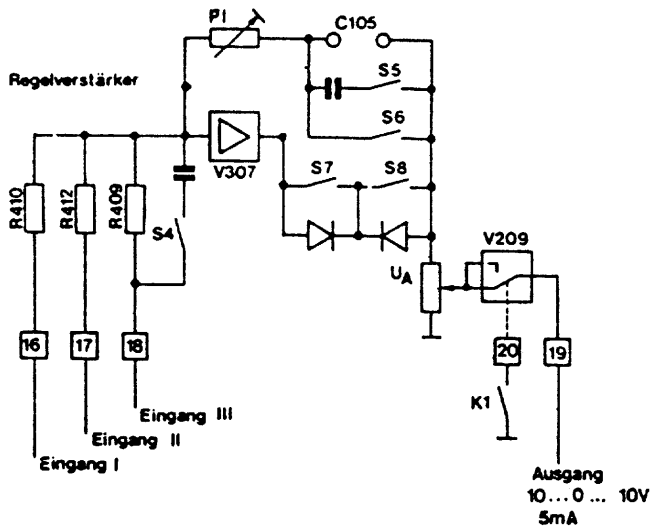 P1
C105
Regelverstärker
S5
S6
V307
S7
S8
R410
R412
R409
S4
UA
V209
16
17
18
20
19
K1
Eingang III
Eingang II
Eingang I
Ausgang
10...0 ... 10V
5mA